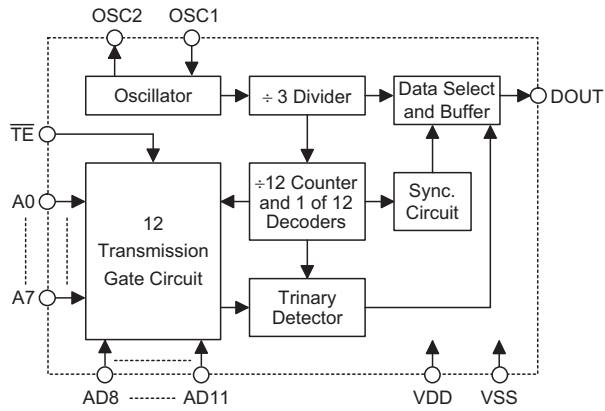 OSC2 OSC1
Oscillator
÷ 3 Divider
Data Select
and Buffer
DOUT
T̅E̅
A0
A7
12
Transmission
Gate Circuit
÷12 Counter
and 1 of 12
Decoders
Sync.
Circuit
Trinary
Detector
AD8
AD11
VDD
VSS